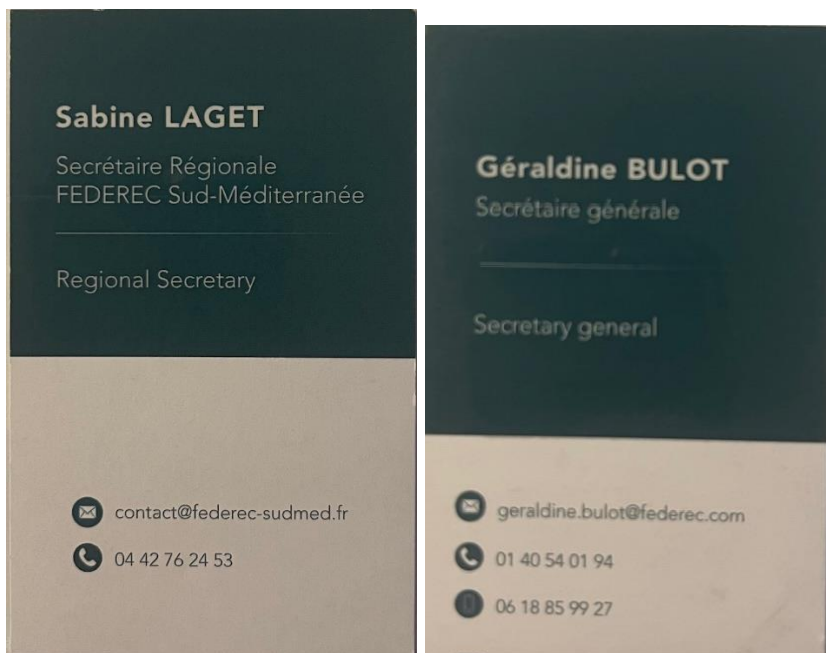 Sabine LAGET
Secrétaire Régionale
FEDEREC Sud-Méditerranée
Regional Secretary
contact@federec-sudmed.fr
04 42 76 24 53
Géraldine BULOT
Secrétaire générale
Secretary general
geraldine.bulot@federec.com
01 40 54 01 94
06 18 85 99 27